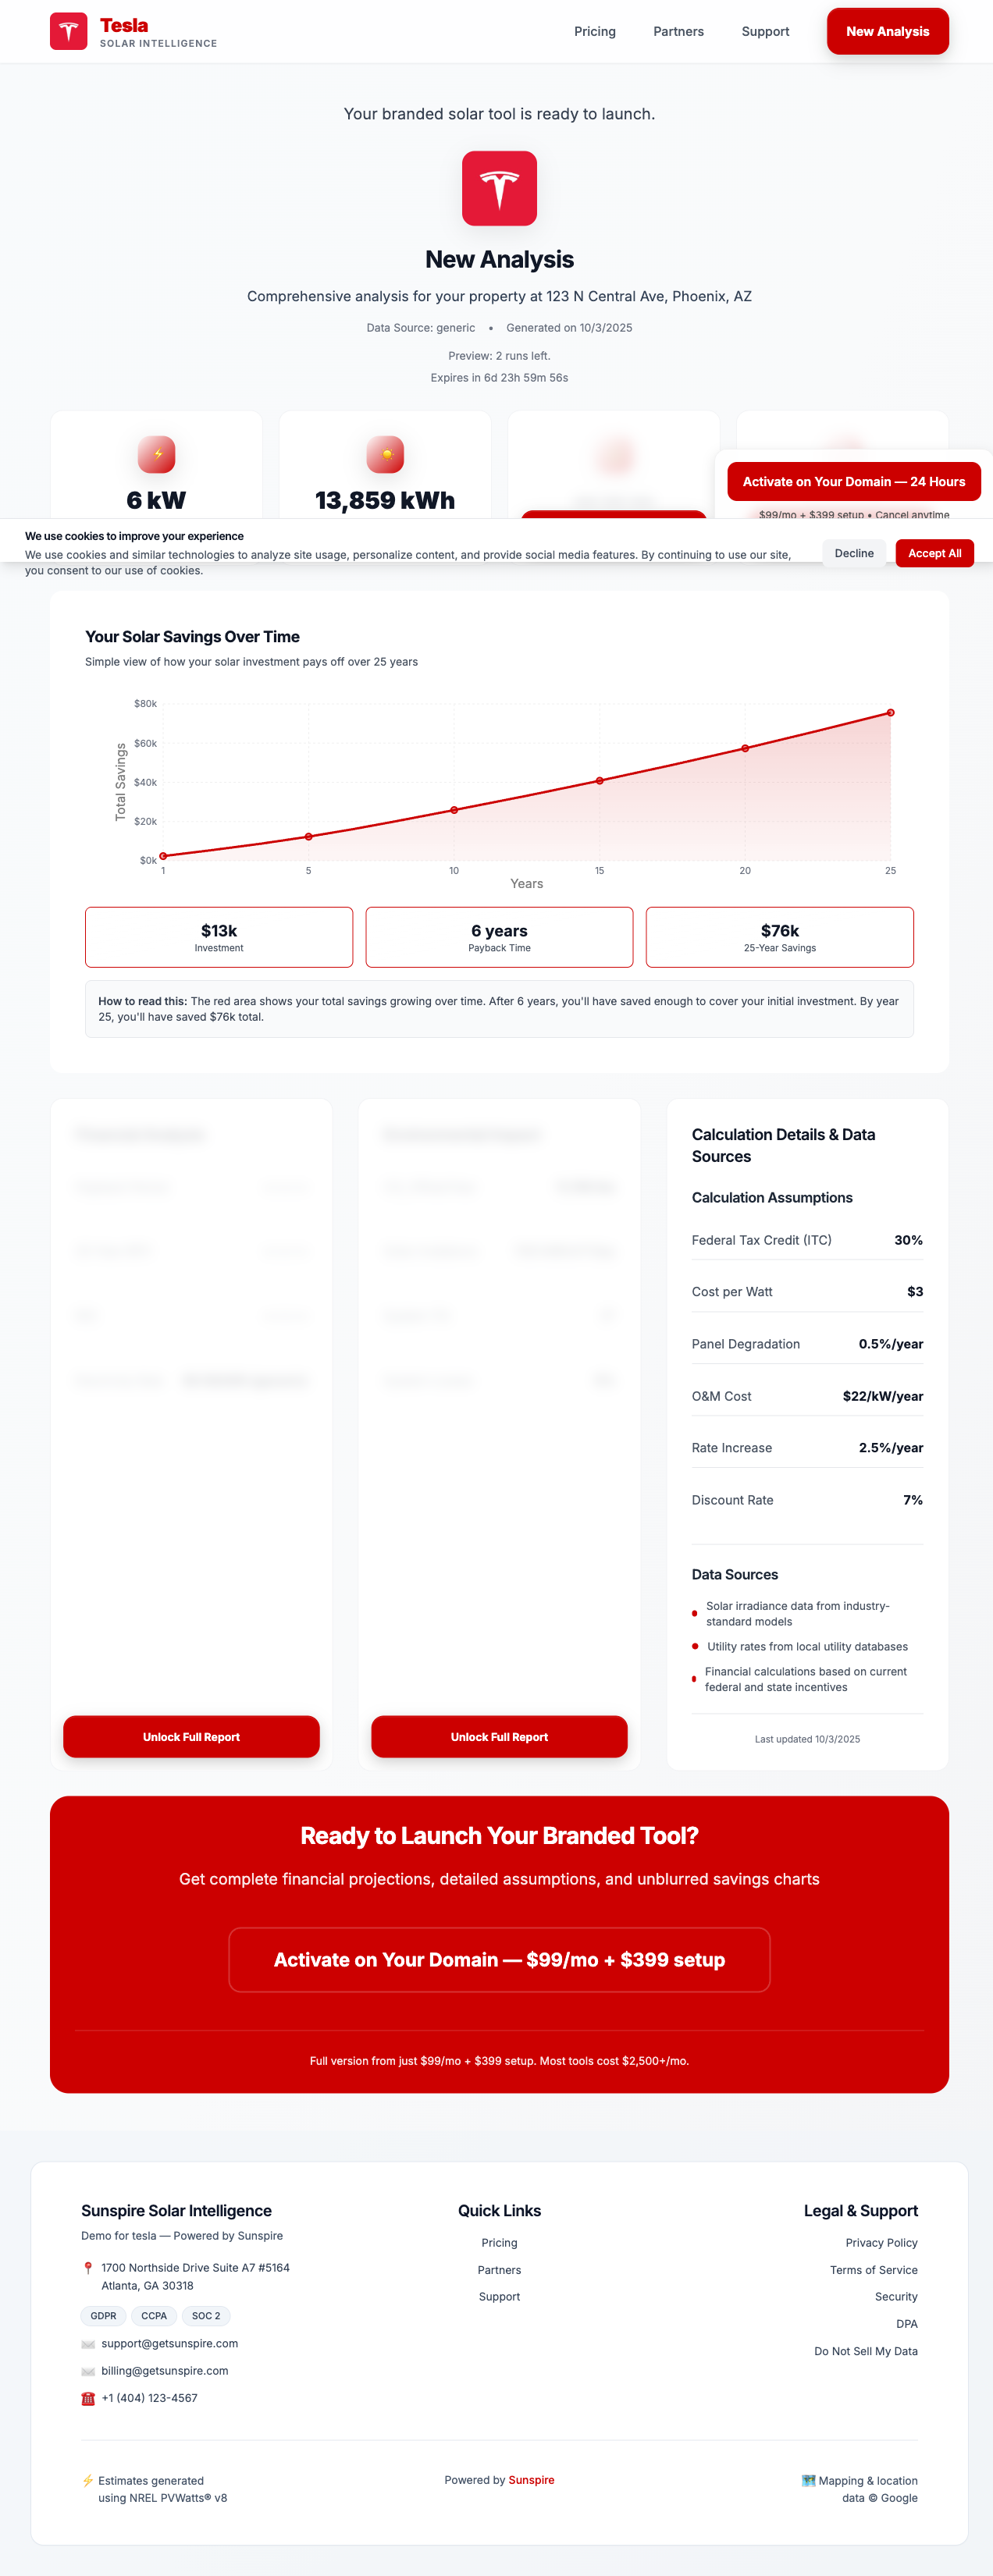 Tesla
SOLAR INTELLIGENCE
Pricing
Partners
Support
New Analysis
Your branded solar tool is ready to launch.
New Analysis
Comprehensive analysis for your property at 123 N Central Ave, Phoenix, AZ
Data Source: generic • Generated on 10/3/2025
Preview: 2 runs left.
Expires in 6d 23h 59m 56s
6 kW
13,859 kWh
Activate on Your Domain — 24 Hours
$99/mo + $399 setup • Cancel anytime
We use cookies to improve your experience
We use cookies and similar technologies to analyze site usage, personalize content, and provide social media features. By continuing to use our site,
you consent to our use of cookies.
Decline
Accept All
Your Solar Savings Over Time
Simple view of how your solar investment pays off over 25 years
Total Savings
$80k
$60k
$40k
$20k
$0k
1
5
10
15
20
25
Years
$13k
Investment
6 years
Payback Time
$76k
25-Year Savings
How to read this: The red area shows your total savings growing over time. After 6 years, you'll have saved enough to cover your initial investment. By year
25, you'll have saved $76k total.
Unlock Full Report
Unlock Full Report
Calculation Details & Data
Sources
Calculation Assumptions
Federal Tax Credit (ITC) 30%
Cost per Watt $3
Panel Degradation 0.5%/year
O&M Cost $22/kW/year
Rate Increase 2.5%/year
Discount Rate 7%
Data Sources
Solar irradiance data from industry-
standard models
Utility rates from local utility databases
Financial calculations based on current
federal and state incentives
Last updated 10/3/2025
Ready to Launch Your Branded Tool?
Get complete financial projections, detailed assumptions, and unblurred savings charts
Activate on Your Domain — $99/mo + $399 setup
Full version from just $99/mo + $399 setup. Most tools cost $2,500+/mo.
Sunspire Solar Intelligence
Demo for tesla — Powered by Sunspire
1700 Northside Drive Suite A7 #5164
Atlanta, GA 30318
GDPR
CCPA
SOC 2
support@getsunspire.com
billing@getsunspire.com
+1 (404) 123-4567
Quick Links
Pricing
Partners
Support
Legal & Support
Privacy Policy
Terms of Service
Security
DPA
Do Not Sell My Data
Estimates generated
using NREL PVWatts® v8
Powered by Sunspire
Mapping & location
data © Google